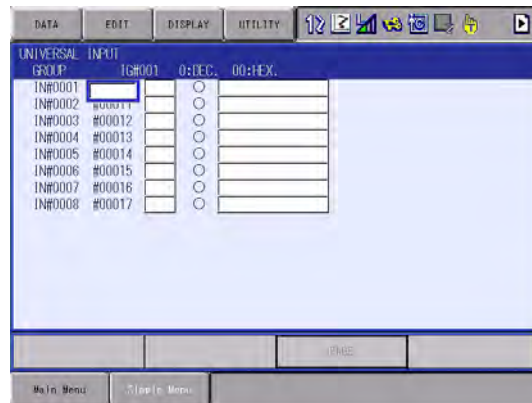 DATA EDIT DISPLAY UTILITY
UNIVERSAL INPUT
GROUP IG#001 0:DEC. 00:HEX.
IN#0001
IN#0002 #00011
IN#0003 #00012
IN#0004 #00013
IN#0005 #00014
IN#0006 #00015
IN#0007 #00016
IN#0008 #00017
PAGE
Main Menu Simple Menu